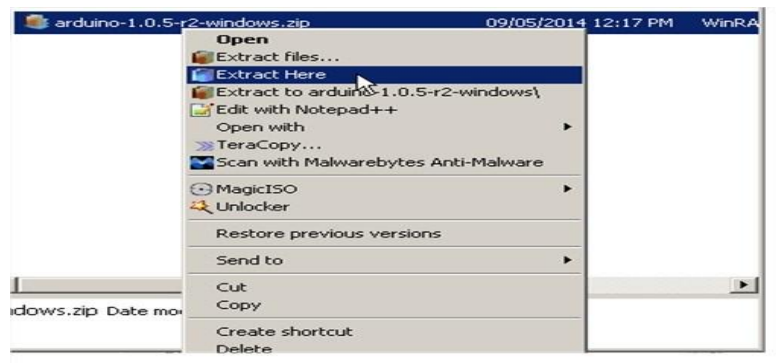 arduino-1.0.5-r2-windows.zip 09/05/2014 12:17 PM WinRA
Open
Extract files...
Extract Here
Extract to arduino-1.0.5-r2-windows\
Edit with Notepad++
Open with
TeraCopy...
Scan with Malwarebytes Anti-Malware
MagicISO
Unlocker
Restore previous versions
Send to
Cut
Copy
dows.zip Date mo
Create shortcut
Delete